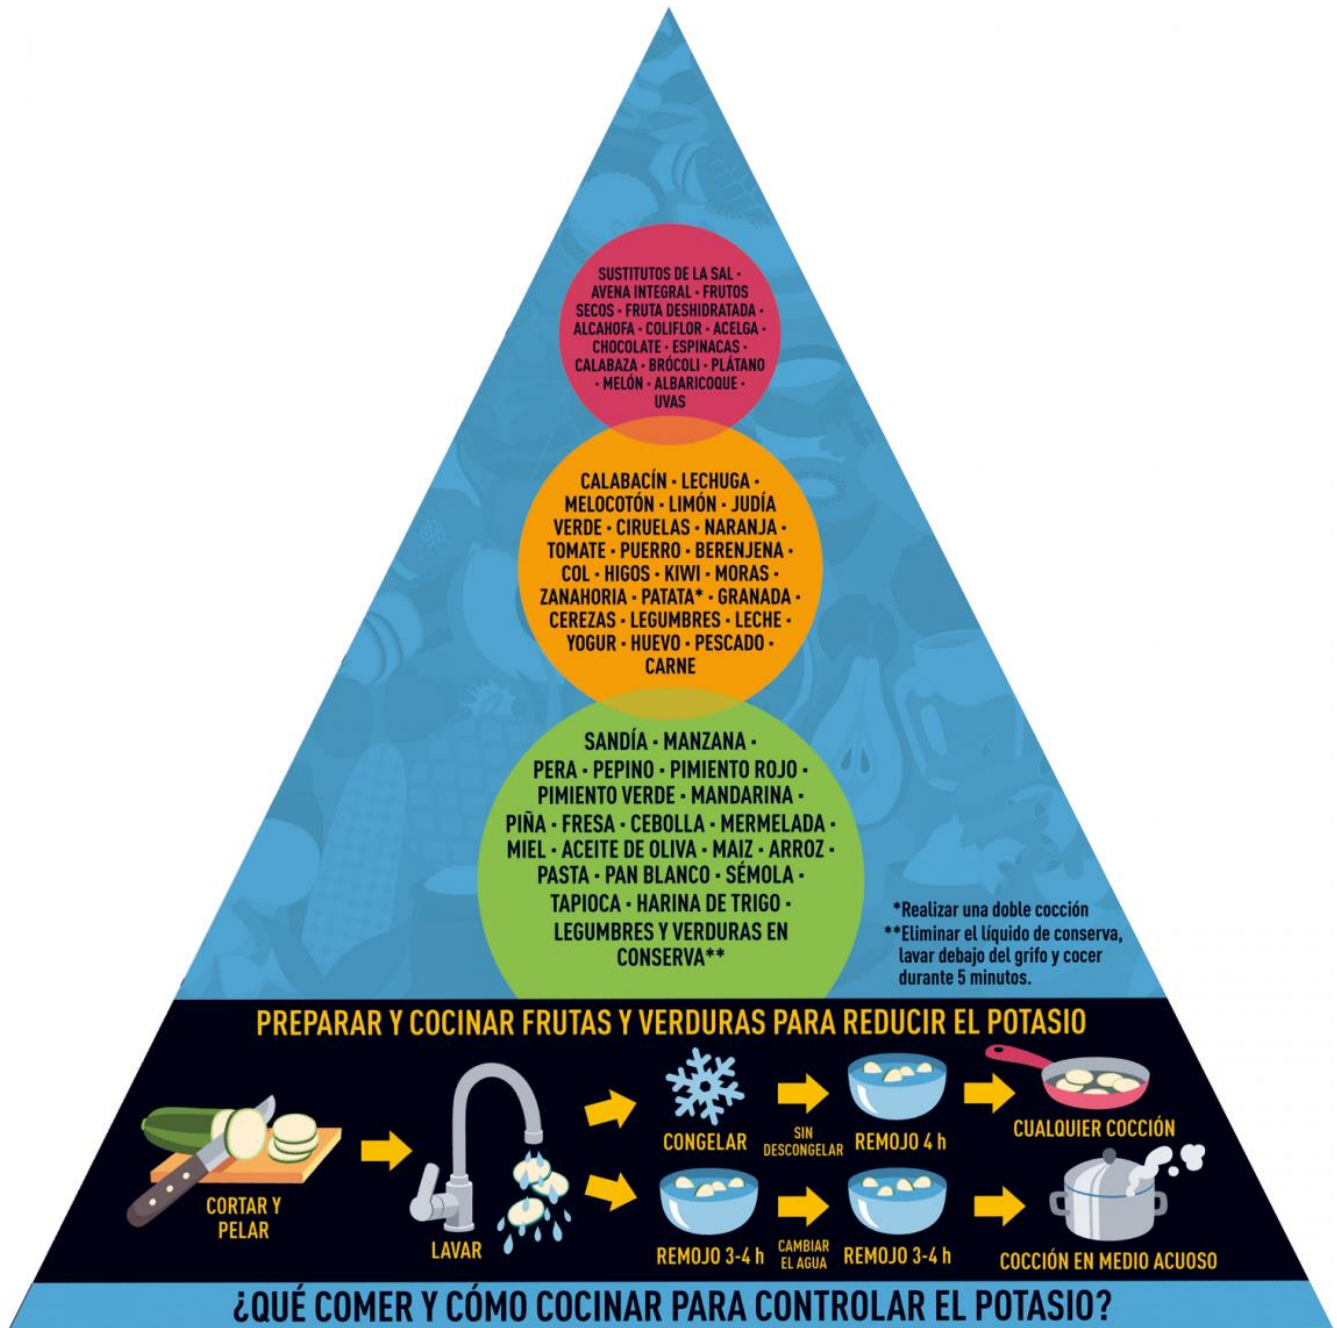 SUSTITUTOS DE LA SAL ·
AVENA INTEGRAL · FRUTOS
SECOS · FRUTA DESHIDRATADA ·
ALCAHOFA · COLIFLOR · ACELGA ·
CHOCOLATE · ESPINACAS ·
CALABAZA · BRÓCOLI · PLÁTANO
· MELÓN · ALBARICOQUE ·
UVAS
CALABACÍN · LECHUGA ·
MELOCOTÓN · LIMÓN · JUDÍA
VERDE · CIRUELAS · NARANJA ·
TOMATE · PUERRO · BERENJENA ·
COL · HIGOS · KIWI · MORAS ·
ZANAHORIA · PATATA* · GRANADA ·
CEREZAS · LEGUMBRES · LECHE ·
YOGUR · HUEVO · PESCADO ·
CARNE
SANDÍA · MANZANA ·
PERA · PEPINO · PIMIENTO ROJO ·
PIMIENTO VERDE · MANDARINA ·
PIÑA · FRESA · CEBOLLA · MERMELADA ·
MIEL · ACEITE DE OLIVA · MAIZ · ARROZ ·
PASTA · PAN BLANCO · SÉMOLA ·
TAPIOCA · HARINA DE TRIGO ·
LEGUMBRES Y VERDURAS EN
CONSERVA**
*Realizar una doble cocción
**Eliminar el líquido de conserva,
lavar debajo del grifo y cocer
durante 5 minutos.
PREPARAR Y COCINAR FRUTAS Y VERDURAS PARA REDUCIR EL POTASIO
CORTAR Y
PELAR
LAVAR
CONGELAR
SIN
DESCONGELAR
REMOJO 4 h
CUALQUIER COCCIÓN
REMOJO 3-4 h
CAMBIAR
EL AGUA
REMOJO 3-4 h
COCCIÓN EN MEDIO ACUOSO
¿QUÉ COMER Y CÓMO COCINAR PARA CONTROLAR EL POTASIO?